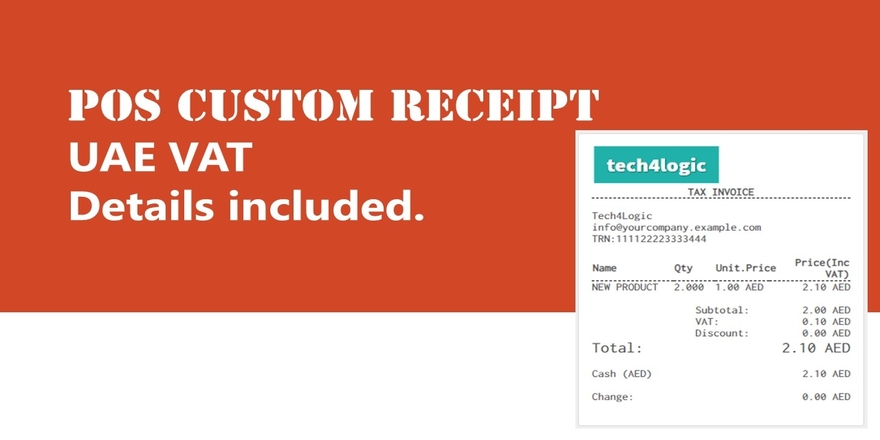 POS CUSTOM RECEIPT
UAE VAT
Details included.
tech4logic
TAX INVOICE
Tech4Logic
info@yourcompany.example.com
TRN:111122223333444
Name Qty Unit.Price Price(Inc VAT)
NEW PRODUCT 2.000 1.00 AED 2.10 AED
Subtotal: 2.00 AED
VAT: 0.10 AED
Discount: 0.00 AED
Total: 2.10 AED
Cash (AED) 2.10 AED
Change: 0.00 AED